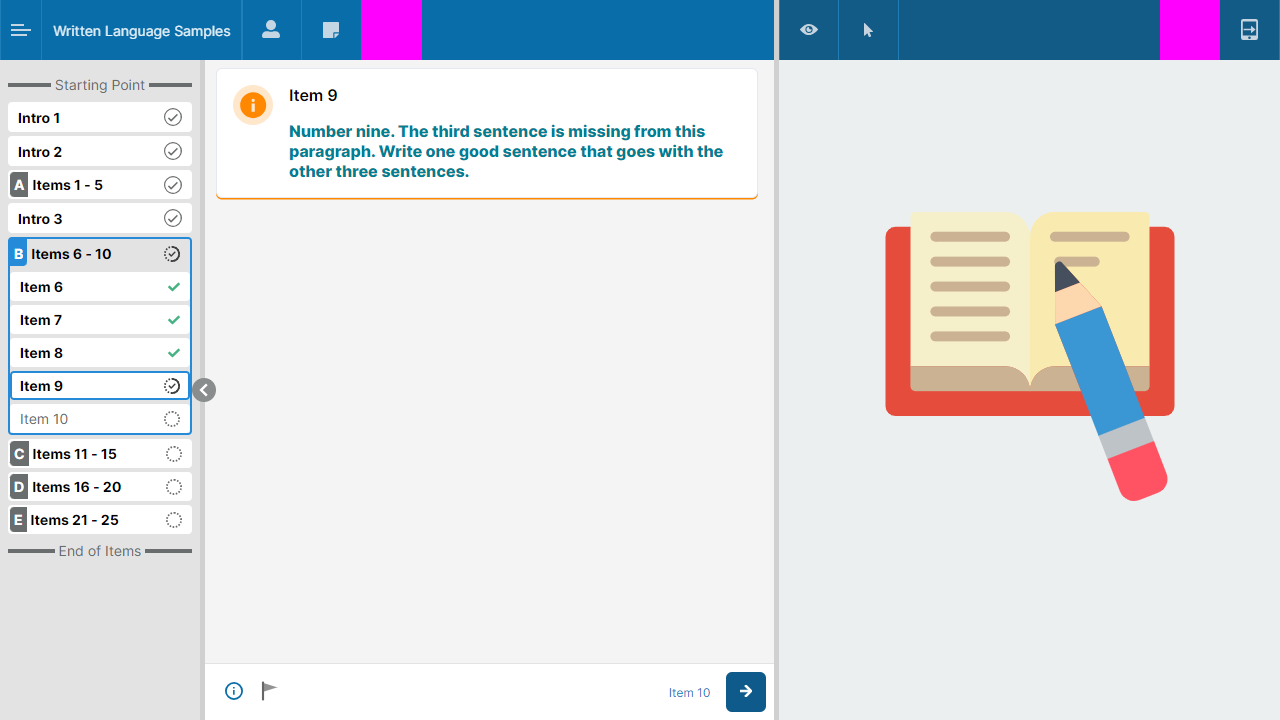 Written Language Samples
Starting Point
Intro 1
Intro 2
A Items 1 - 5
Intro 3
B Items 6 - 10
Item 6
Item 7
Item 8
Item 9
Item 10
C Items 11 - 15
D Items 16 - 20
E Items 21 - 25
End of Items
Item 9
Number nine. The third sentence is missing from this
paragraph. Write one good sentence that goes with the
other three sentences.
Item 10